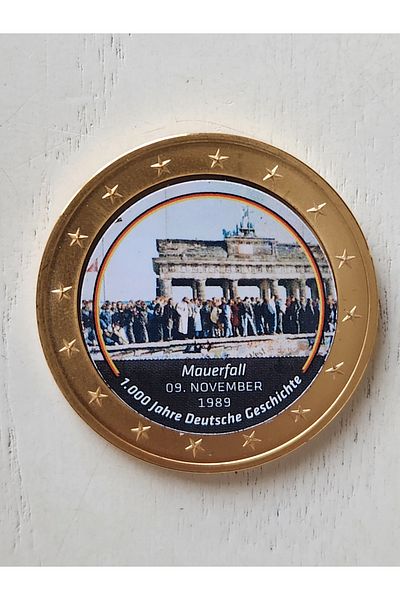 Mauerfall
09. NOVEMBER
1989
1.000 Jahre Deutsche Geschichte